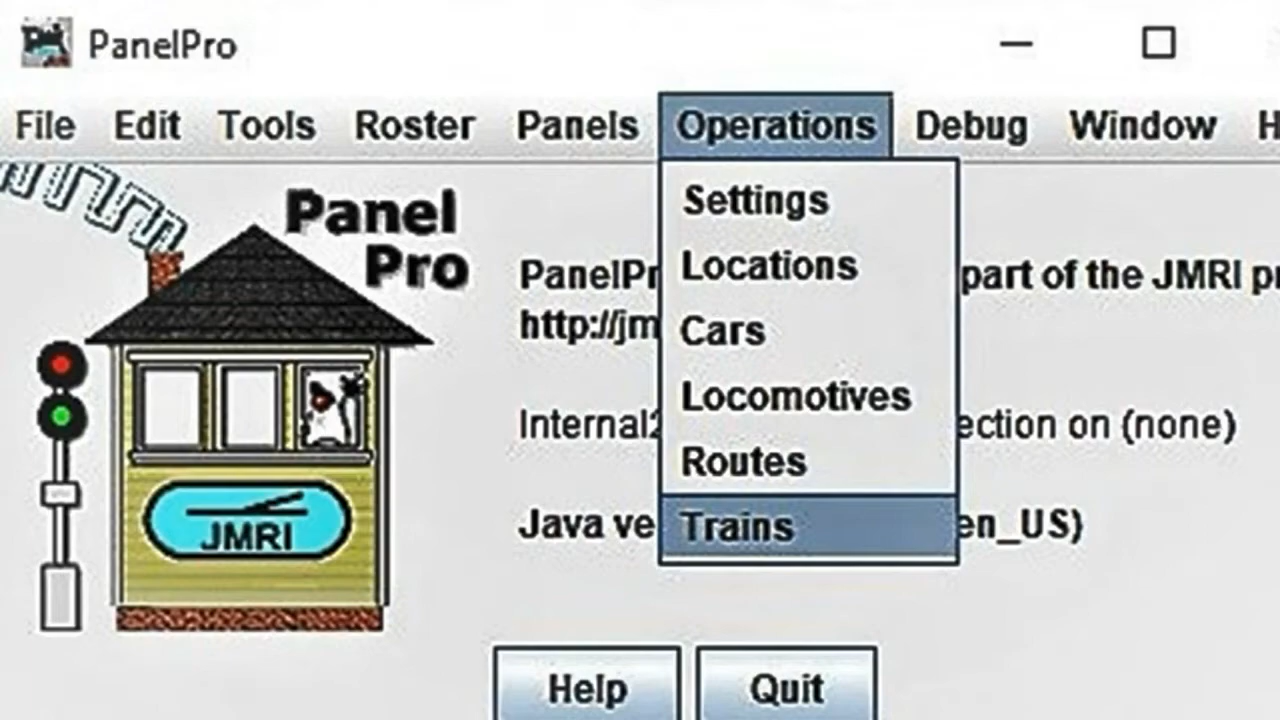 PanelPro
File Edit Tools Roster Panels Operations Debug Window H
Panel
Pro
Settings
Locations
Cars
Locomotives
Routes
Trains
PanelPr part of the JMRI pr
http://jm
Internal2 ection on (none)
Java ve en_US)
JMRI
Help Quit